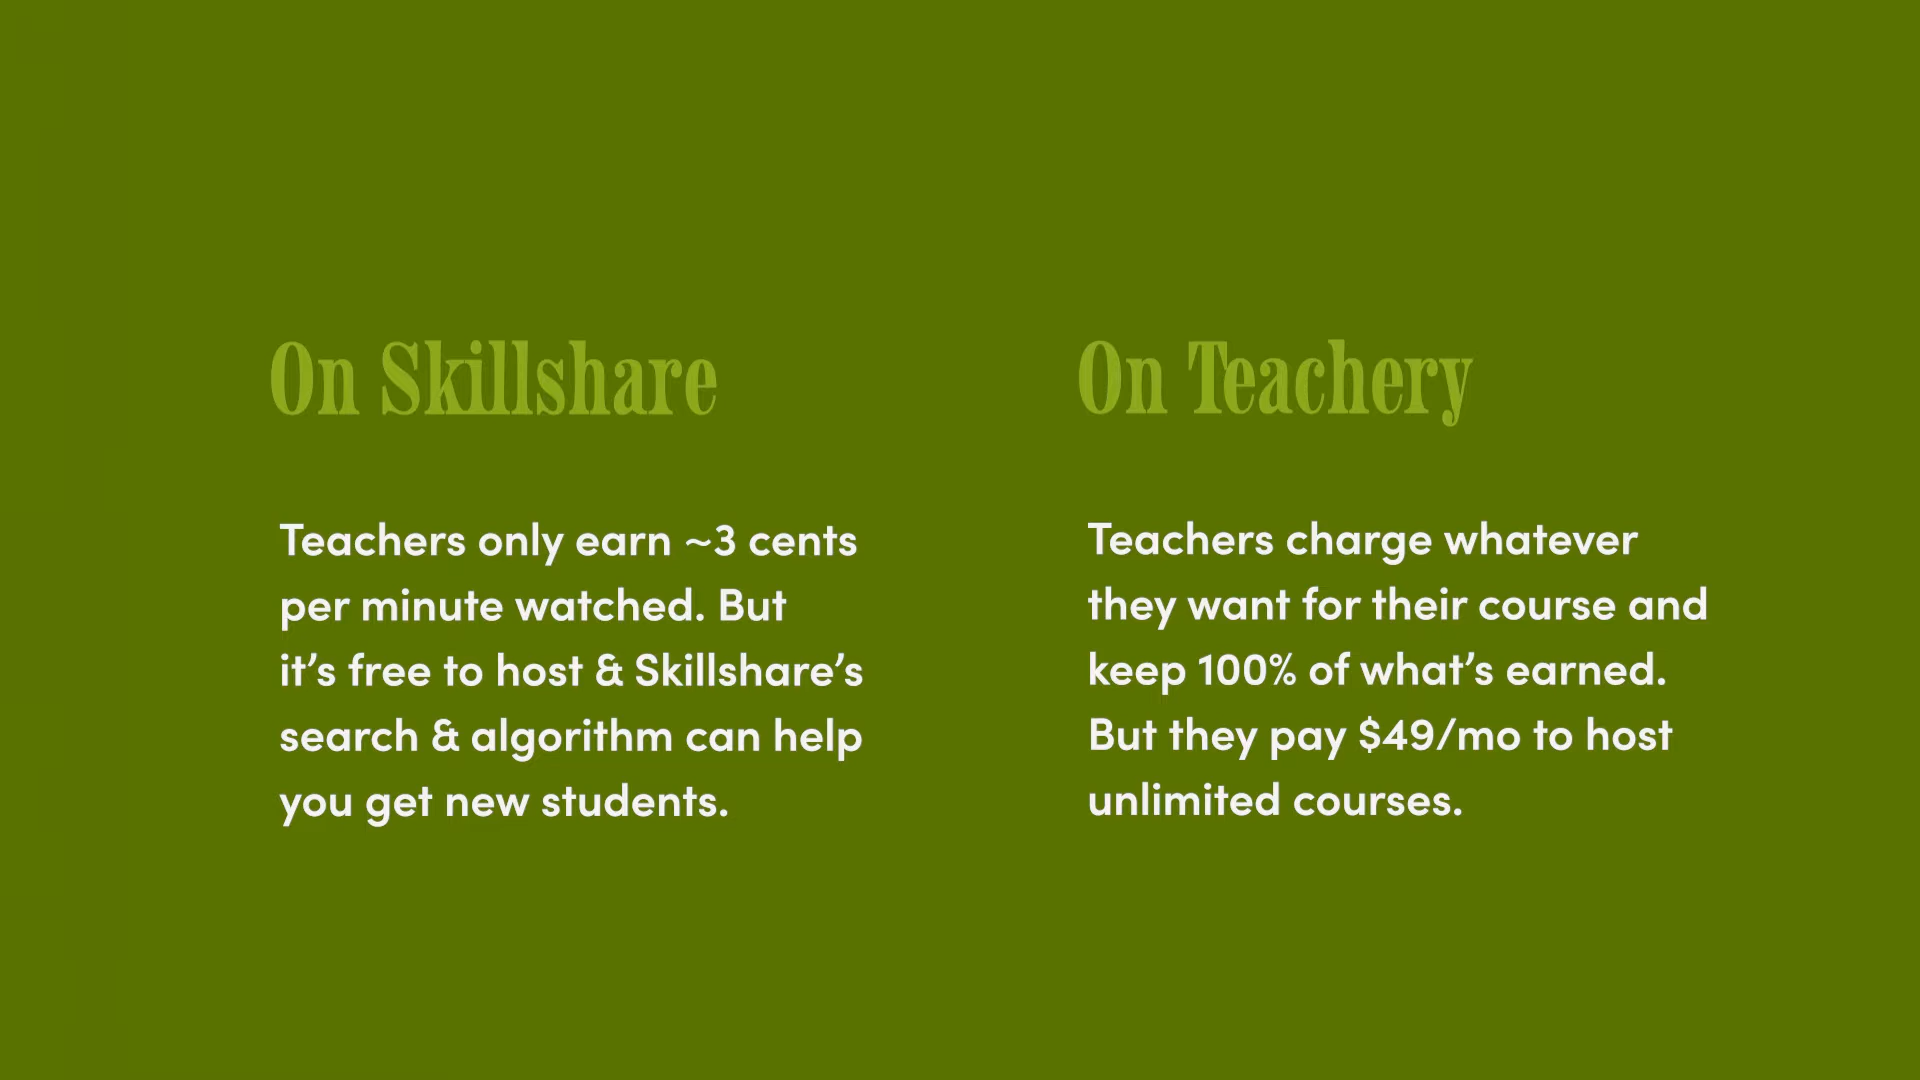 On Skillshare
Teachers only earn ~3 cents
per minute watched. But
it’s free to host & Skillshare’s
search & algorithm can help
you get new students.
On Teachery
Teachers charge whatever
they want for their course and
keep 100% of what’s earned.
But they pay $49/mo to host
unlimited courses.